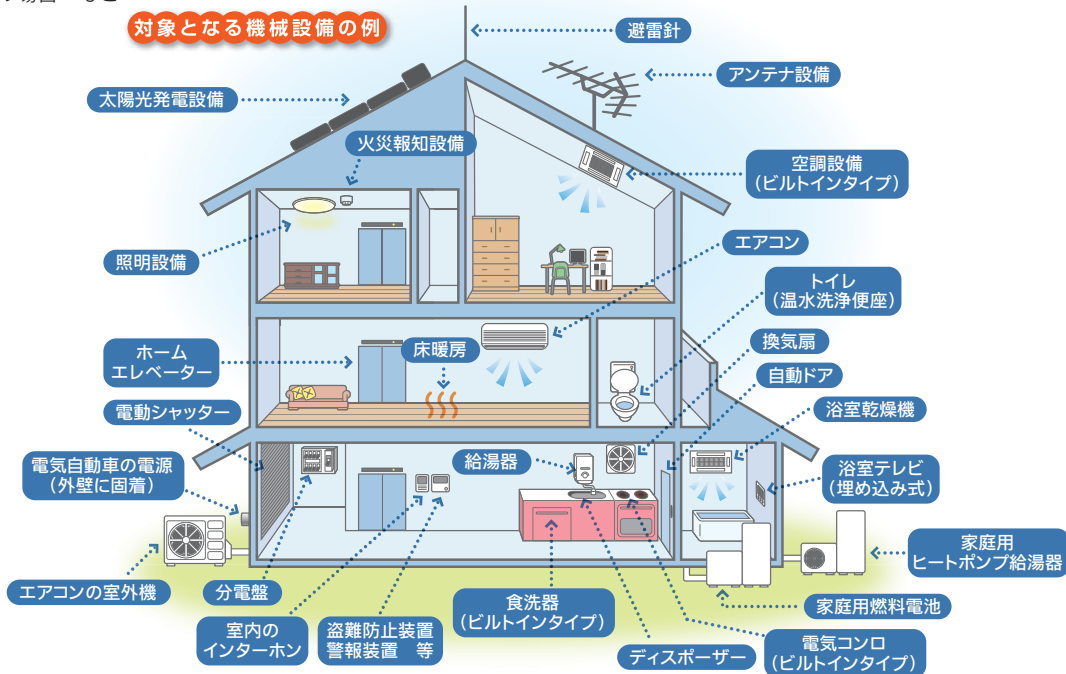 対象となる機械設備の例
避雷針
アンテナ設備
太陽光発電設備
火災報知設備
空調設備
(ビルトインタイプ)
エアコン
照明設備
トイレ
(温水洗浄便座)
換気扇
ホーム
エレベーター
床暖房
自動ドア
電動シャッター
浴室乾燥機
給湯器
電気自動車の電源
(外壁に固着)
浴室テレビ
(埋め込み式)
家庭用
ヒートポンプ給湯器
エアコンの室外機
分電盤
食洗器
(ビルトインタイプ)
家庭用燃料電池
室内の
インターホン
盗難防止装置
警報装置 等
ディスポーザー
電気コンロ
(ビルトインタイプ)